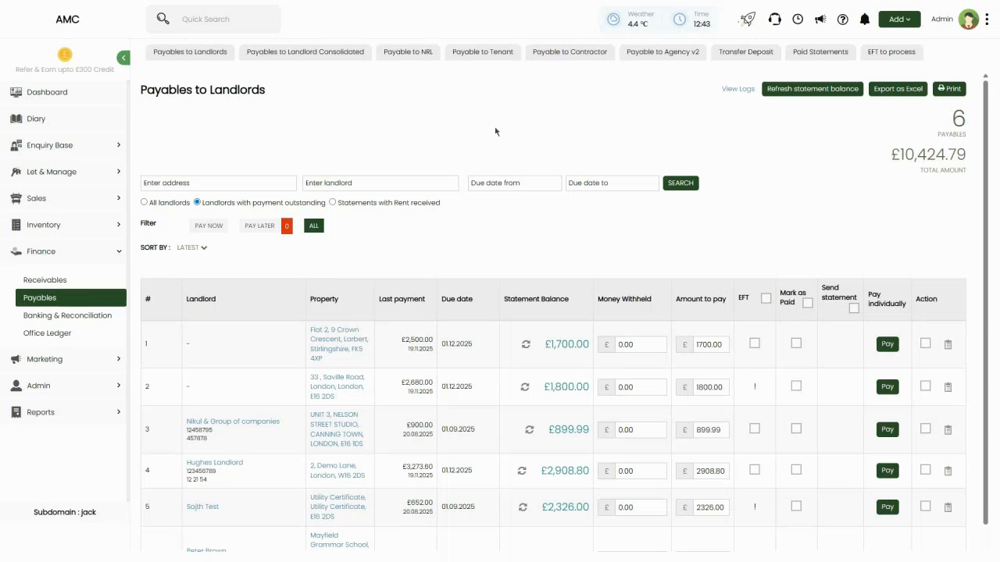 AMC
Quick Search
Weather
4.4 °C
Time
12:43
Add
Admin
Refer & Earn upto £300 Credit
Dashboard
Diary
Enquiry Base
Let & Manage
Sales
Inventory
Finance
Receivables
Payables
Banking & Reconciliation
Office Ledger
Marketing
Admin
Reports
Subdomain : jack
Payables to Landlords
Payables to Landlord Consolidated
Payable to NRL
Payable to Tenant
Payable to Contractor
Payable to Agency v2
Transfer Deposit
Paid Statements
EFT to process
Payables to Landlords
View Logs
Refresh statement balance
Export as Excel
Print
6
PAYABLES
£10,424.79
TOTAL AMOUNT
Enter address
Enter landlord
Due date from
Due date to
SEARCH
All landlords
Landlords with payment outstanding
Statements with Rent received
Filter
PAY NOW
PAY LATER
0
ALL
SORT BY :
LATEST
#
Landlord
Property
Last payment
Due date
Statement Balance
Money Withheld
Amount to pay
EFT
Mark as
Paid
Send
statement
Pay
individually
Action
1
-
Flat 2, 9 Crown
Crescent, Larbert,
Stirlingshire, FK5
4XP
£2,500.00
19.11.2025
01.12.2025
£1,700.00
£ 0.00
£ 1700.00
Pay
2
-
33 , Saville Road,
London, London,
E16 2DS
£2,680.00
19.11.2025
01.12.2025
£1,800.00
£ 0.00
£ 1800.00
!
Pay
3
Nikul & Group of companies
12458795
457878
UNIT 3, NELSON
STREET STUDIO,
CANNING TOWN,
LONDON, E16 1DS
£900.00
20.08.2025
01.09.2025
£899.99
£ 0.00
£ 899.99
Pay
4
Hughes Landlord
123456789
12 21 54
2, Demo Lane,
London, W16 2DS
£3,273.60
19.11.2025
01.12.2025
£2,908.80
£ 0.00
£ 2908.80
Pay
5
Sajth Test
Utility Certificate,
Utility Certificate,
E16 2DS
£652.00
20.08.2025
01.09.2025
£2,326.00
£ 0.00
£ 2326.00
!
Pay
Peter Brown
Mayfield
Grammar School,